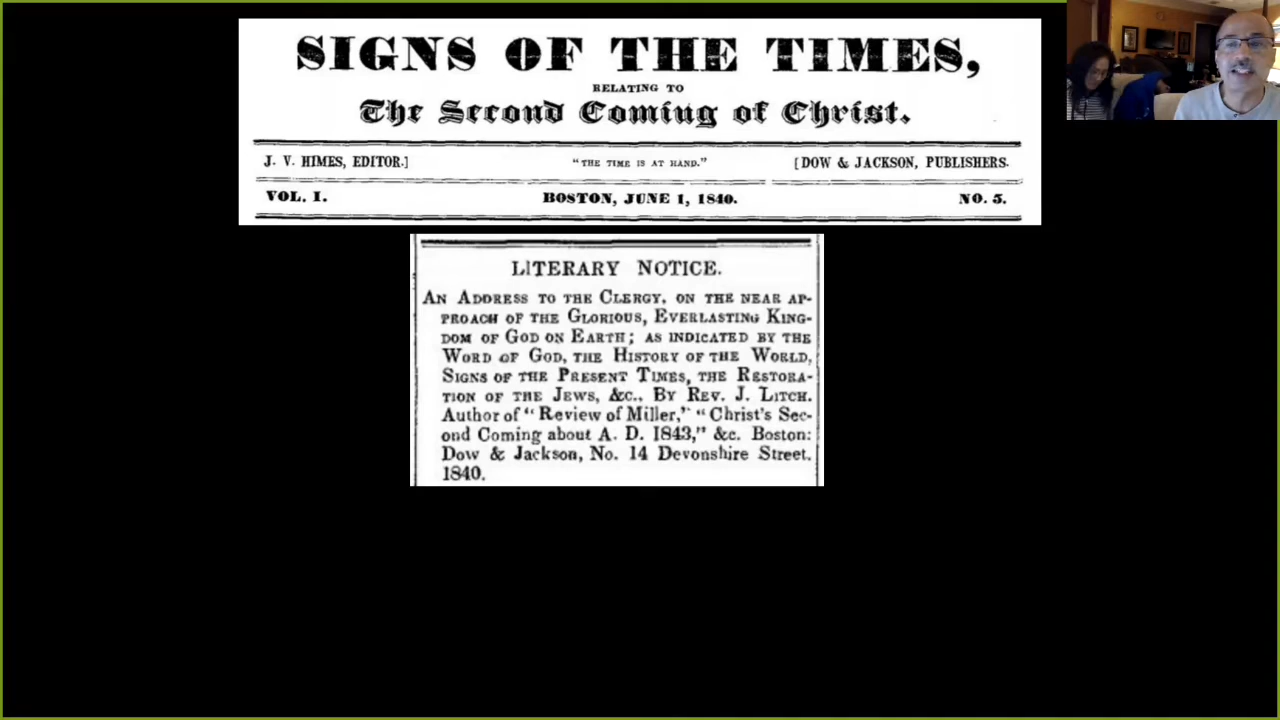 SIGNS OF THE TIMES,
RELATING TO
The Second Coming of Christ.
J. V. HIMES, EDITOR.]
"THE TIME IS AT HAND."
[DOW & JACKSON, PUBLISHERS.
VOL. I.
BOSTON, JUNE 1, 1840.
NO. 5.
LITERARY NOTICE.
AN ADDRESS TO THE CLERGY, ON THE NEAR AP-
PROACH OF THE GLORIOUS, EVERLASTING KING-
DOM OF GOD ON EARTH; AS INDICATED BY THE
WORD OF GOD, THE HISTORY OF THE WORLD,
SIGNS OF THE PRESENT TIMES, THE RESTORA-
TION OF THE JEWS, &C., BY REV. J. LITCH.
Author of "Review of Miller," "Christ's Sec-
ond Coming about A. D. 1843," &c. Boston:
Dow & Jackson, No. 14 Devonshire Street.
1840.